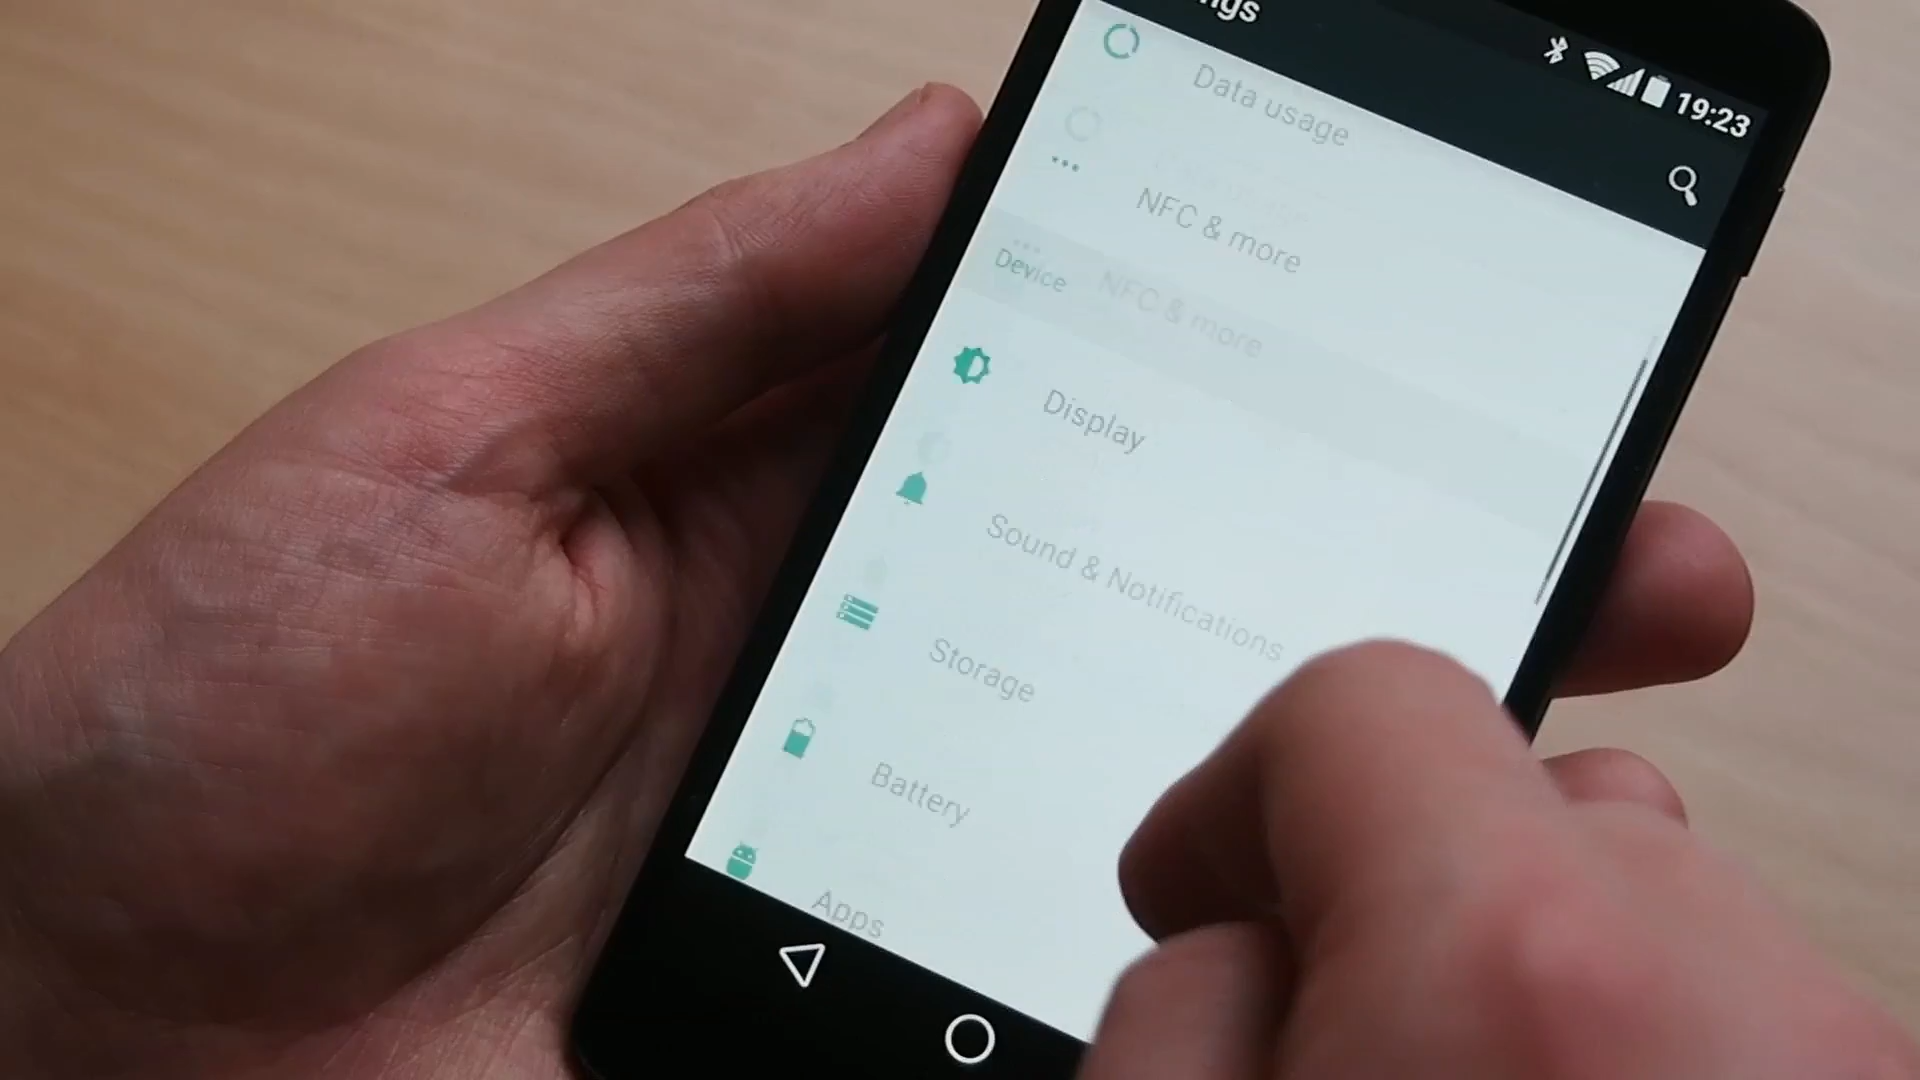 ngs
19:23
Data usage
NFC & more
Device
NFC & more
Display
Sound & Notifications
Storage
Battery
Apps